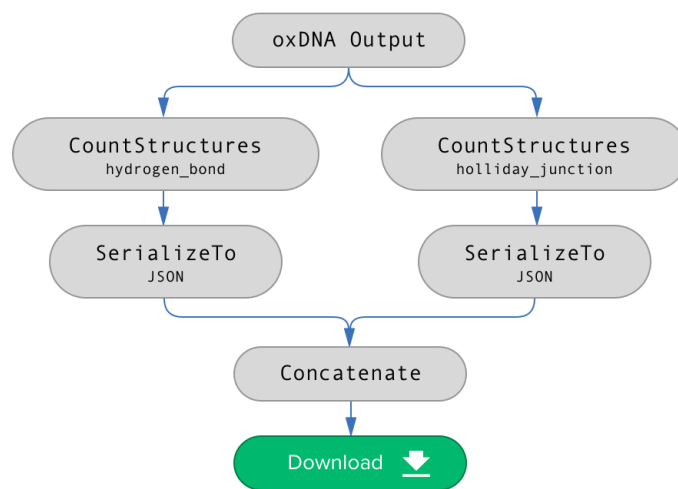 oxDNA Output
CountStructures
hydrogen_bond
CountStructures
holliday_junction
SerializeTo
JSON
SerializeTo
JSON
Concatenate
Download